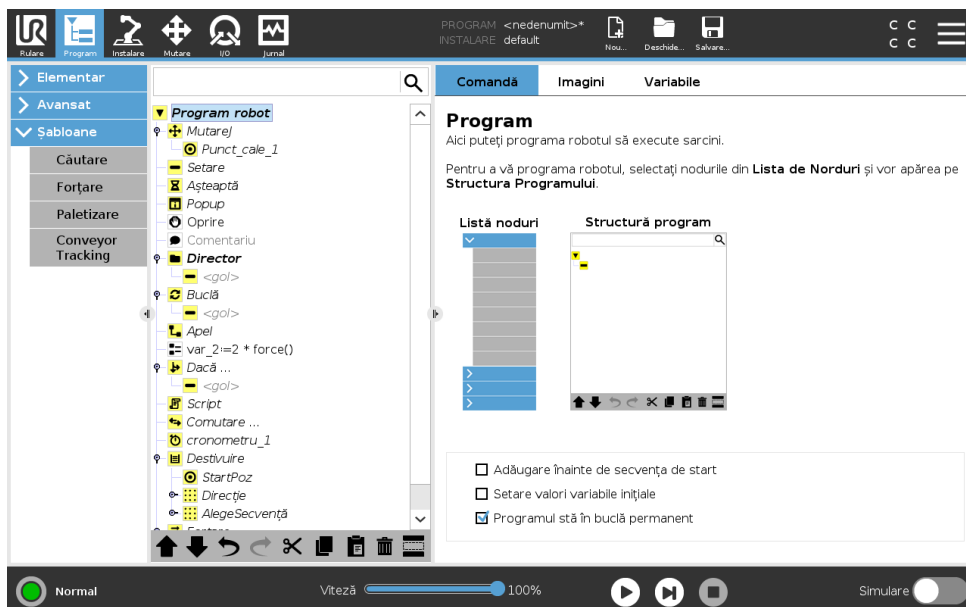 UR
Rulare
Program
Instalare
Mutare
I/O
Jurnal
PROGRAM <nedenumit>*
INSTALARE default
Nou...
Deschide...
Salvare...
C C
C C
Elementar
Avansat
Șabloane
Căutare
Forțare
Paletizare
Conveyor
Tracking
Program robot
MutareJ
Punct_cale_1
Setare
Așteaptă
Popup
Oprire
Comentariu
Director
<gol>
Buclă
<gol>
Apel
var_2:=2 * force()
Dacă ...
<gol>
Script
Comutare ...
cronometru_1
Destivuire
StartPoz
Direcție
AlegeSecvență
Comandă
Imagini
Variabile
Program
Aici puteți programa robotul să execute sarcini.
Pentru a vă programa robotul, selectați nodurile din Lista de Norduri și vor apărea pe
Structura Programului.
Listă noduri
Structură program
Adăugare înainte de secvența de start
Setare valori variabile inițiale
Programul stă în buclă permanent
Normal
Viteză
100%
Simulare